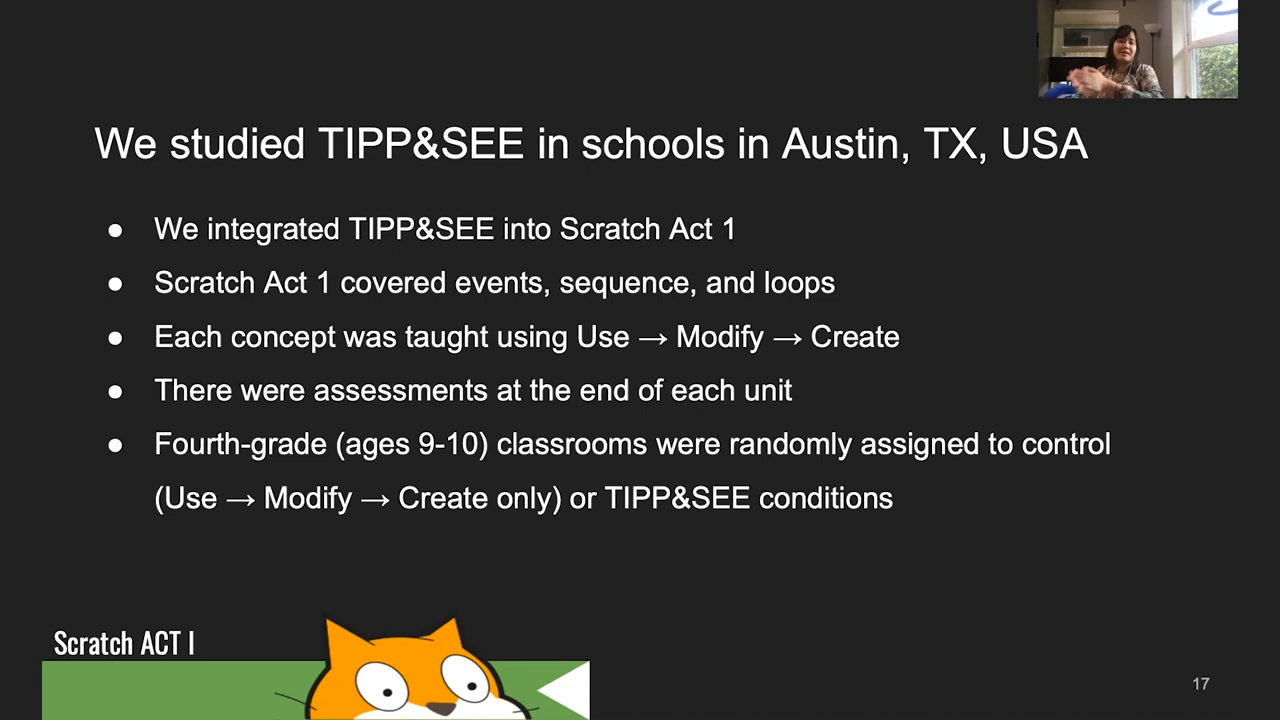 We studied TIPP&SEE in schools in Austin, TX, USA
● We integrated TIPP&SEE into Scratch Act 1
● Scratch Act 1 covered events, sequence, and loops
● Each concept was taught using Use → Modify → Create
● There were assessments at the end of each unit
● Fourth-grade (ages 9-10) classrooms were randomly assigned to control
(Use → Modify → Create only) or TIPP&SEE conditions
Scratch ACT I
17